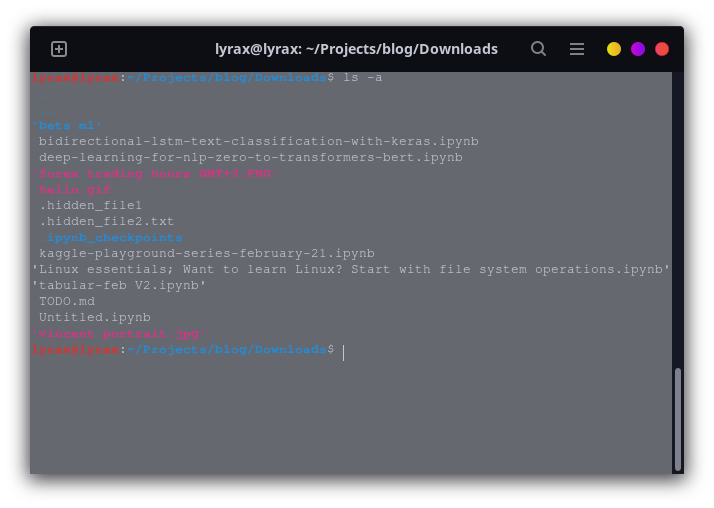 lyrax@lyrax: ~/Projects/blog/Downloads
lyrax@lyrax:~/Projects/blog/Downloads$ ls -a
.
..
'bets ml'
bidirectional-lstm-text-classification-with-keras.ipynb
deep-learning-for-nlp-zero-to-transformers-bert.ipynb
'forex trading hours GMT+3.PNG'
hello.gif
.hidden_file1
.hidden_file2.txt
.ipynb_checkpoints
kaggle-playground-series-february-21.ipynb
'Linux essentials; Want to learn Linux? Start with file system operations.ipynb'
'tabular-feb V2.ipynb'
TODO.md
Untitled.ipynb
'vincent portrait.jpg'
lyrax@lyrax:~/Projects/blog/Downloads$